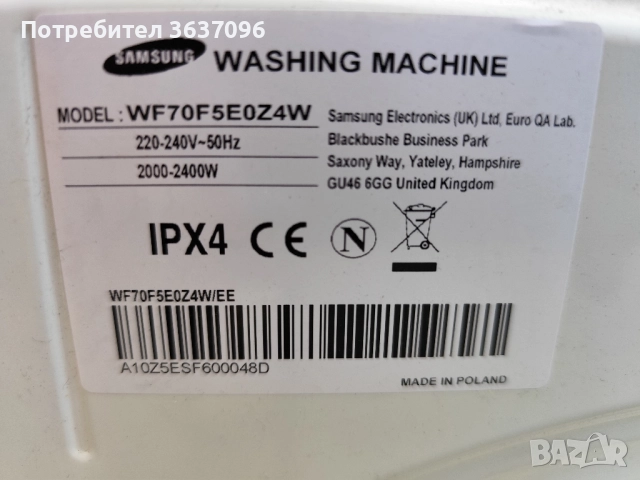 Потребител 3637096
SAMSUNG WASHING MACHINE
MODEL : WF70F5E0Z4W
220-240V~50Hz
2000-2400W
Samsung Electronics (UK) Ltd, Euro QA Lab.
Blackbushe Business Park
Saxony Way, Yateley, Hampshire
GU46 6GG United Kingdom
IPX4 CE N
WF70F5E0Z4W/EE
A10Z5ESF600048D
MADE IN POLAND
BAZAR